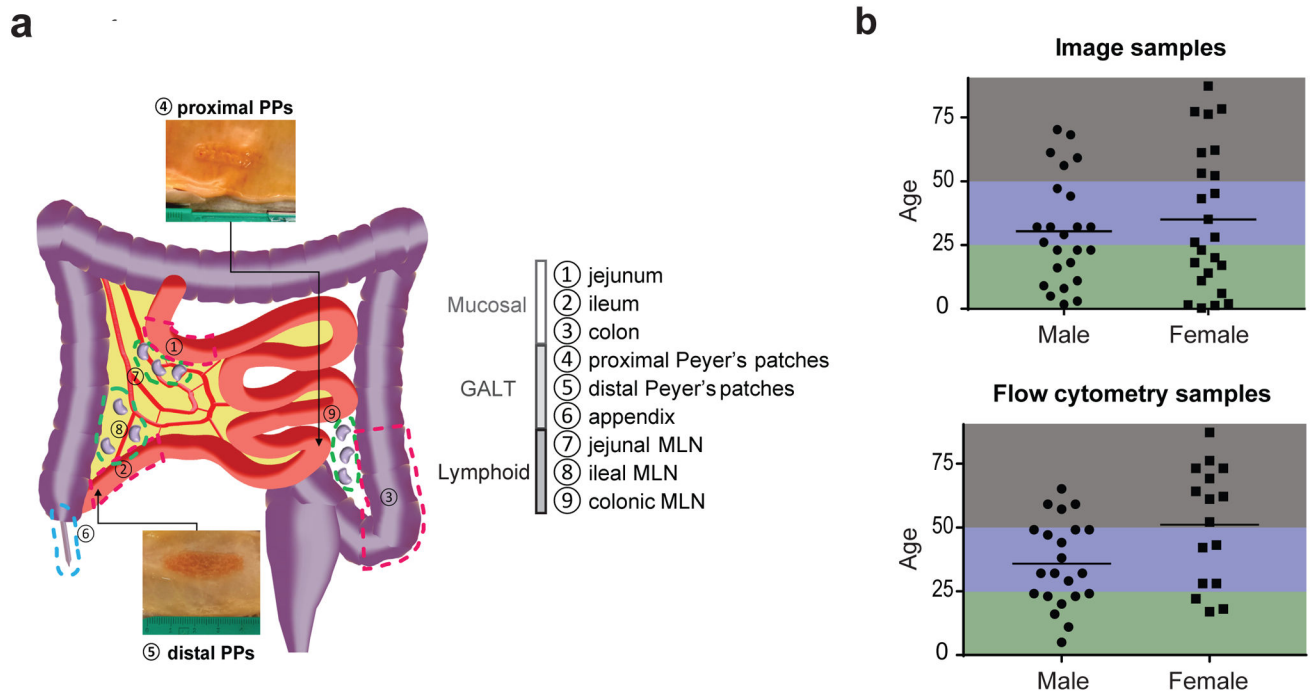 a
④ proximal PPs
① 
⑦
⑧
②
⑨
③
⑥
⑤ distal PPs
Mucosal
① jejunum
② ileum
③ colon
GALT
④ proximal Peyer's patches
⑤ distal Peyer's patches
⑥ appendix
Lymphoid
⑦ jejunal MLN
⑧ ileal MLN
⑨ colonic MLN
b
Image samples
Age
75
50
25
0
Male Female
Flow cytometry samples
Age
75
50
25
0
Male Female